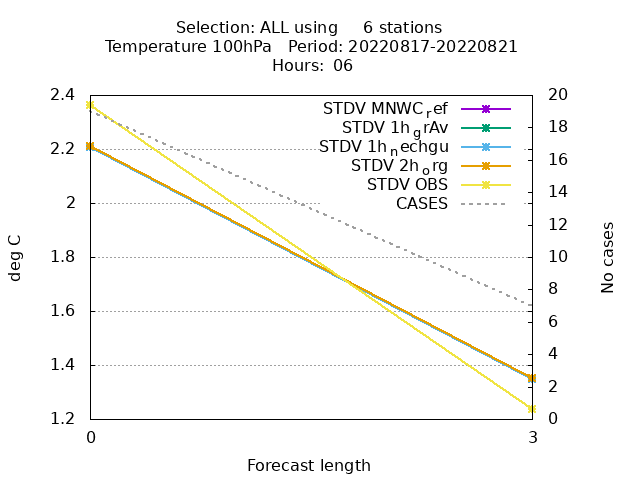 Selection: ALL using     6 stations
Temperature 100hPa   Period: 20220817-20220821
Hours:  06
2.4
2.2
2
1.8
1.6
1.4
1.2
deg C
STDV MNWC_ref
STDV 1h_grAv
STDV 1h_nechgu
STDV 2h_org
STDV OBS
CASES
20
18
16
14
12
10
8
6
4
2
0
No cases
0
3
Forecast length